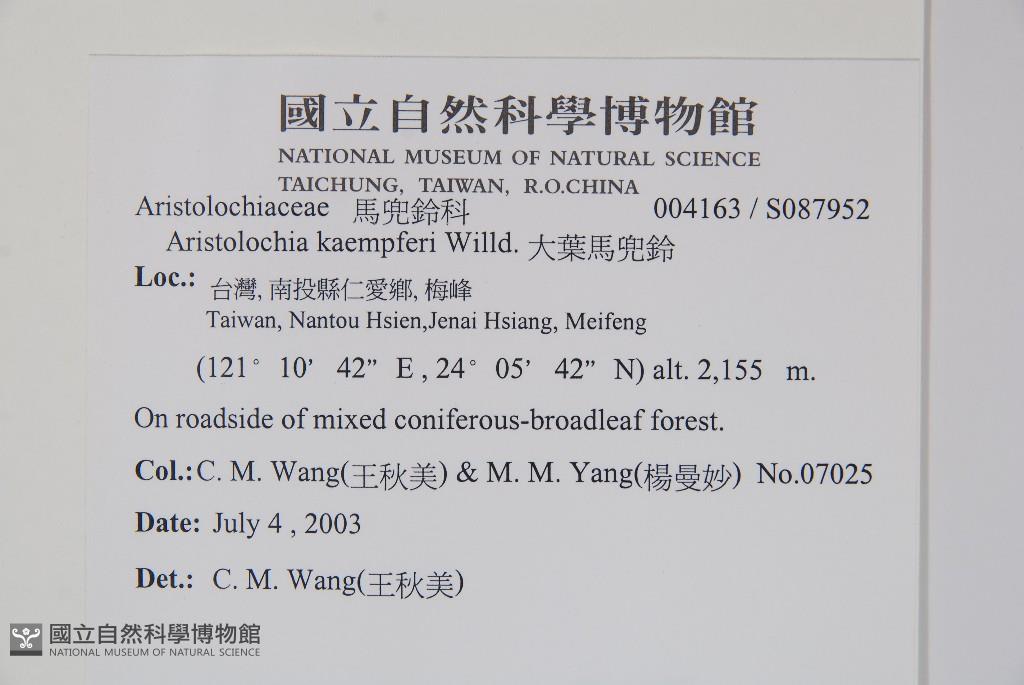 國立自然科學博物館
NATIONAL MUSEUM OF NATURAL SCIENCE
TAICHUNG, TAIWAN, R.O.CHINA
Aristolochiaceae 馬兜鈴科 004163 / S087952
Aristolochia kaempferi Willd. 大葉馬兜鈴
Loc.: 台灣, 南投縣仁愛鄉, 梅峰
Taiwan, Nantou Hsien,Jenai Hsiang, Meifeng
(121° 10’ 42” E , 24° 05’ 42” N) alt. 2,155 m.
On roadside of mixed coniferous-broadleaf forest.
Col.:C. M. Wang(王秋美) & M. M. Yang(楊曼妙) No.07025
Date: July 4 , 2003
Det.: C. M. Wang(王秋美)
國立自然科學博物館
NATIONAL MUSEUM OF NATURAL SCIENCE